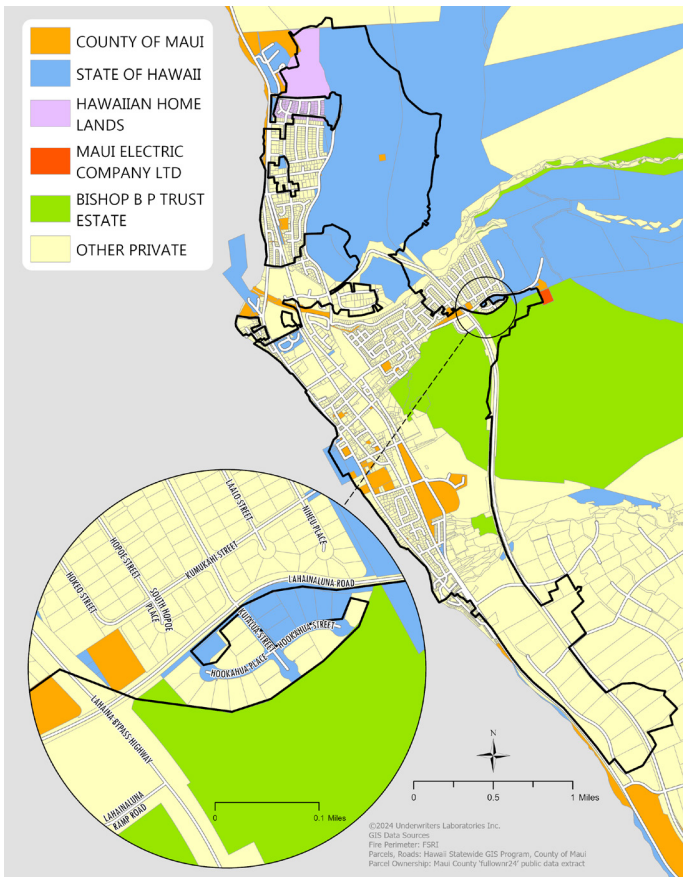 COUNTY OF MAUI
STATE OF HAWAII
HAWAIIAN HOME
LANDS
MAUI ELECTRIC
COMPANY LTD
BISHOP B P TRUST
ESTATE
OTHER PRIVATE
LAALO STREET
NIHEU PLACE
HOPOE STREET
KUMUKAHI STREET
HOKEO STREET
SOUTH HOPOE
PLACE
LAHAINALUNA ROAD
KUIALUA STREET
HOOKAHUA STREET
HOOKAHUA PLACE
LAHAINA BYPASS HIGHWAY
LAHAINALUNA
RAMP ROAD
0 0.1 Miles
N
0 0.5 1 Miles
©2024 Underwriters Laboratories Inc.
GIS Data Sources
Fire Perimeter: FSRI
Parcels, Roads: Hawaii Statewide GIS Program, County of Maui
Parcel Ownership: Maui County 'fullownr24' public data extract